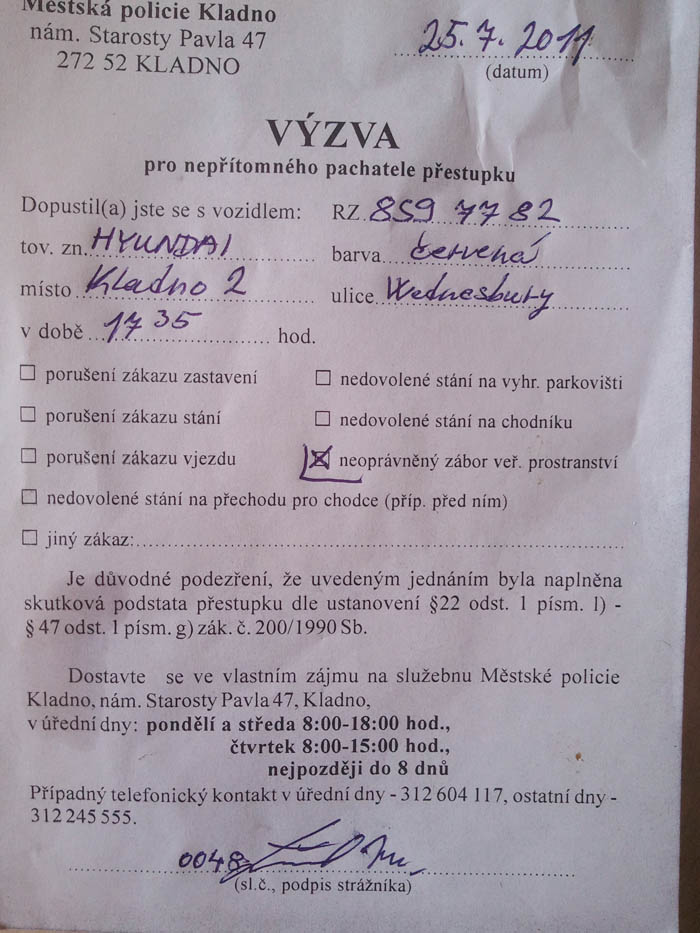 Městská policie Kladno
nám. Starosty Pavla 47
272 52 KLADNO
25.7.2011
(datum)
VÝZVA
pro nepřítomného pachatele přestupku
Dopustil(a) jste se s vozidlem: RZ 8S9 7782
tov. zn. HYUNDAI barva červená
místo Kladno 2 ulice Wednesbury
v době 17 35 hod.
☐ porušení zákazu zastavení ☐ nedovolené stání na vyhr. parkovišti
☐ porušení zákazu stání ☐ nedovolené stání na chodníku
☐ porušení zákazu vjezdu ☒ neoprávněný zábor veř. prostranství
☐ nedovolené stání na přechodu pro chodce (příp. před ním)
☐ jiný zákaz:
Je důvodné podezření, že uvedeným jednáním byla naplněna
skutková podstata přestupku dle ustanovení §22 odst. 1 písm. l) -
§ 47 odst. 1 písm. g) zák. č. 200/1990 Sb.
Dostavte se ve vlastním zájmu na služebnu Městské policie
Kladno, nám. Starosty Pavla 47, Kladno,
v úřední dny: pondělí a středa 8:00-18:00 hod.,
čtvrtek 8:00-15:00 hod.,
nejpozději do 8 dnů
Případný telefonický kontakt v úřední dny - 312 604 117, ostatní dny -
312 245 555.
0048
(sl.č., podpis strážníka)